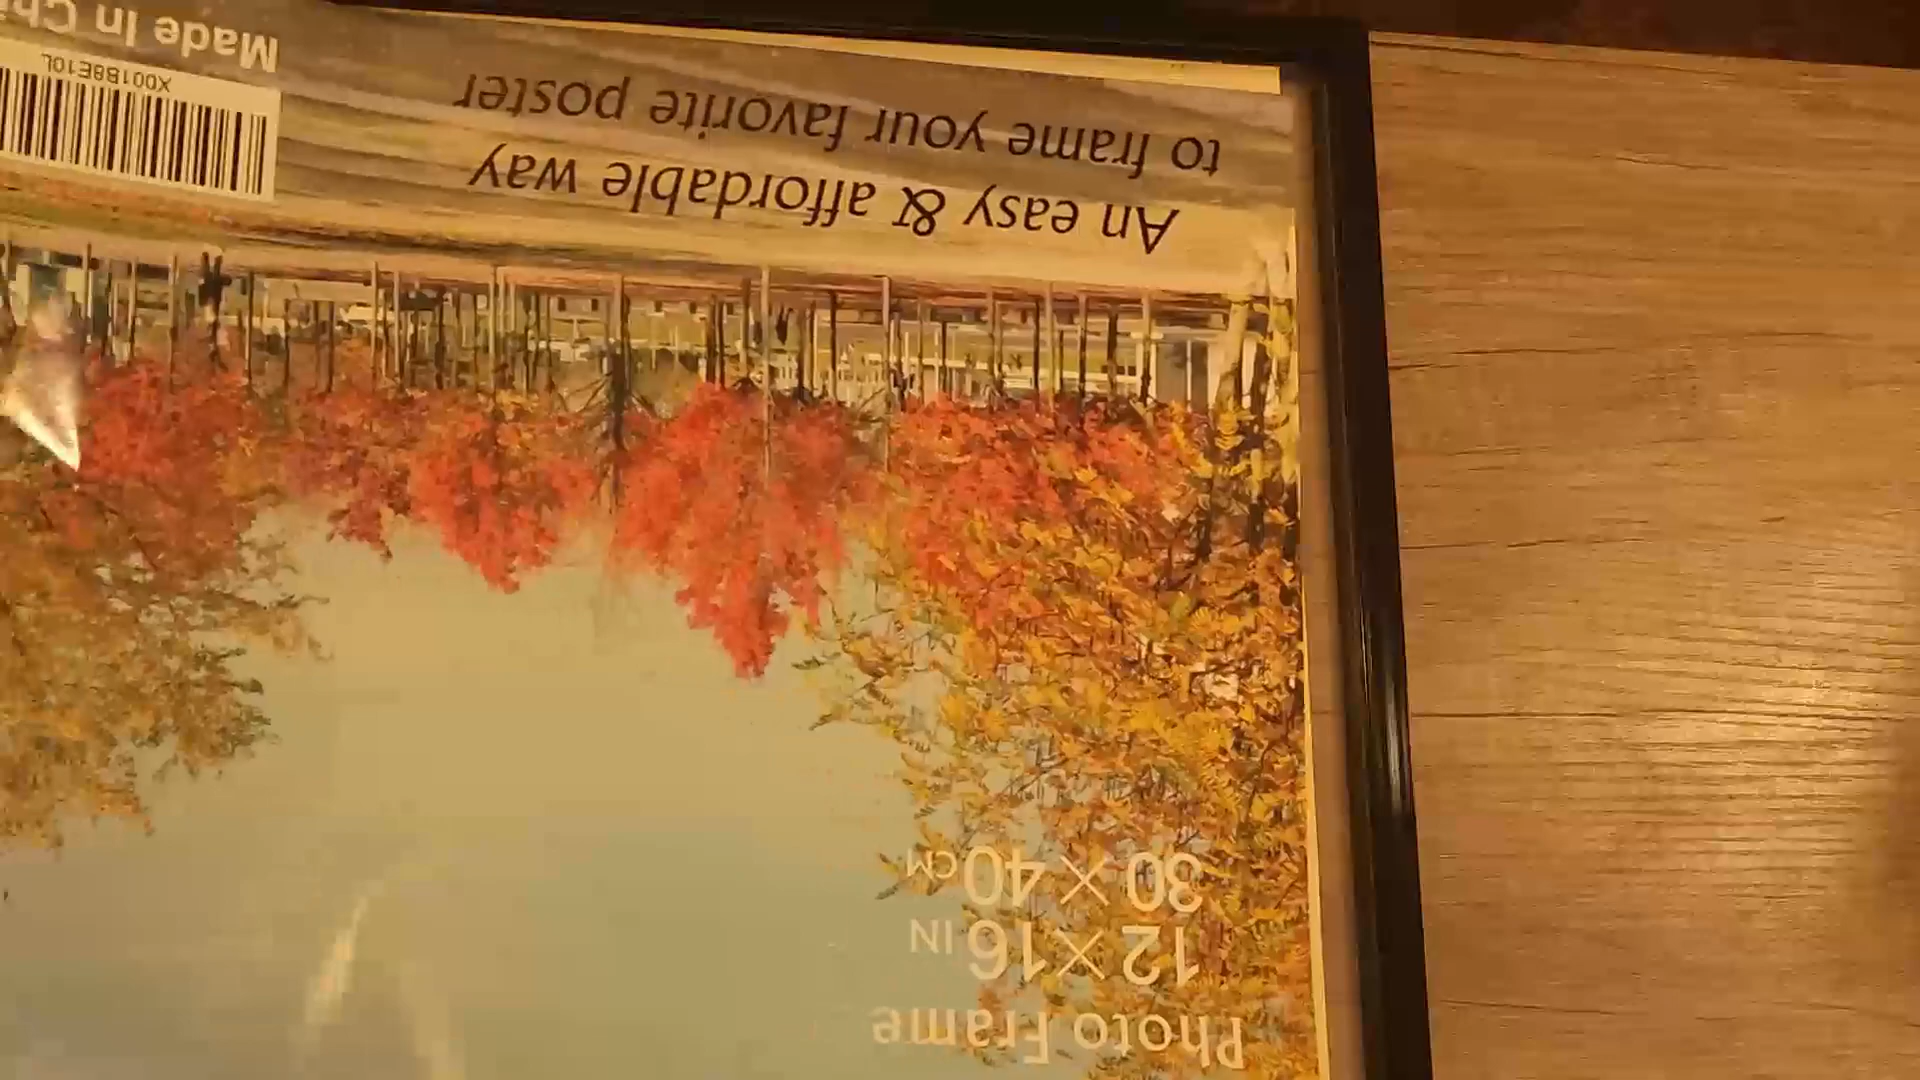 Photo Frame
12×16 IN
30×40 CM
An easy & affordable way
to frame your favorite poster
X001B8E10L
Made In